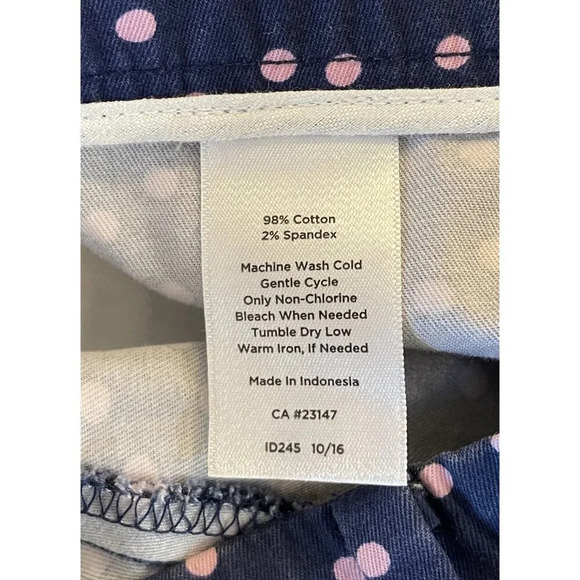 98% Cotton
2% Spandex
Machine Wash Cold
Gentle Cycle
Only Non-Chlorine
Bleach When Needed
Tumble Dry Low
Warm Iron, If Needed
Made In Indonesia
CA #23147
ID245 10/16